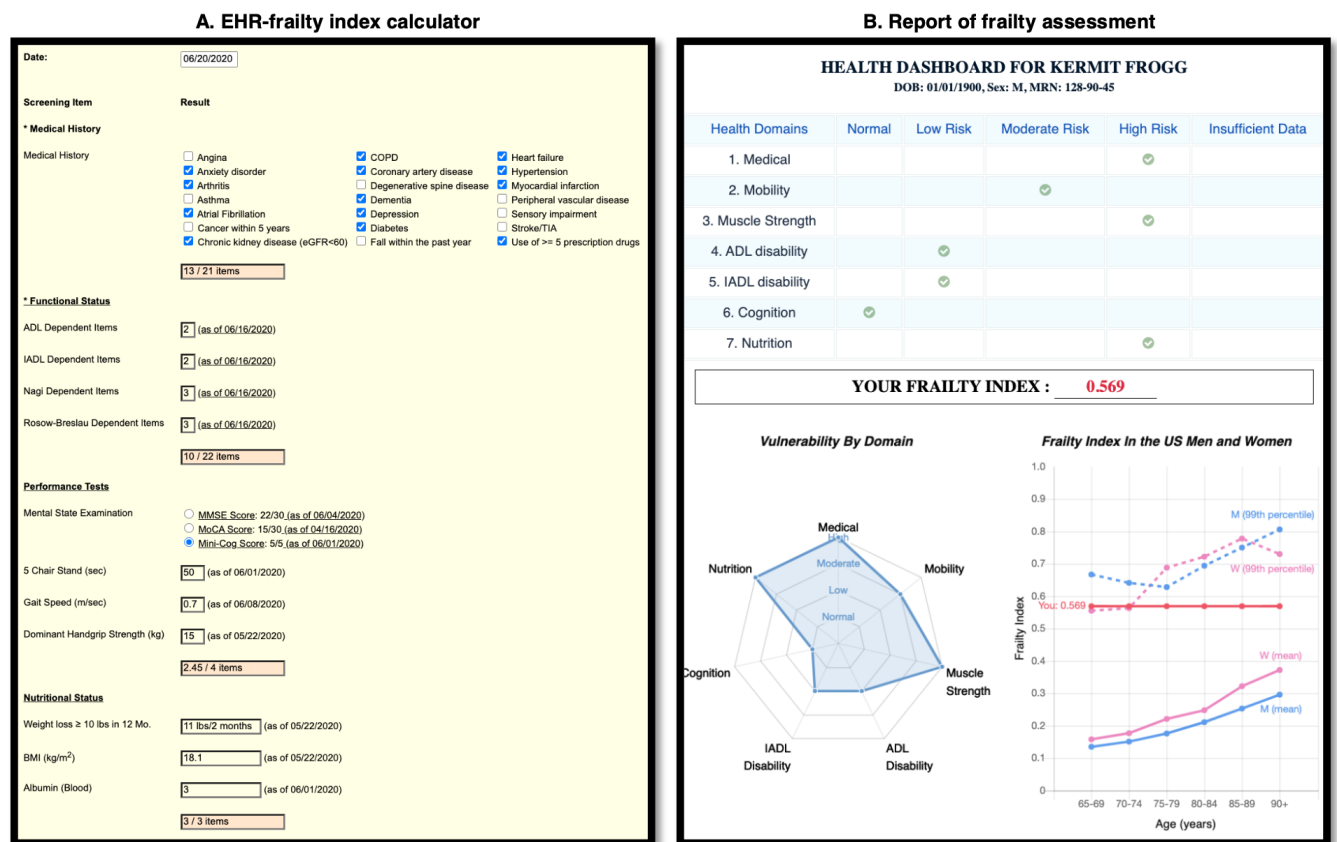 A. EHR-frailty index calculator
Date: 06/20/2020
Screening Item Result
* Medical History
Medical History
Angina COPD Heart failure
Anxiety disorder Coronary artery disease Hypertension
Arthritis Degenerative spine disease Myocardial infarction
Asthma Dementia Peripheral vascular disease
Atrial Fibrillation Depression Sensory impairment
Cancer within 5 years Diabetes Stroke/TIA
Chronic kidney disease (eGFR<60) Fall within the past year Use of >= 5 prescription drugs
13 / 21 items
* Functional Status
ADL Dependent Items 2 (as of 06/16/2020)
IADL Dependent Items 2 (as of 06/16/2020)
Nagi Dependent Items 3 (as of 06/16/2020)
Rosow-Breslau Dependent Items 3 (as of 06/16/2020)
10 / 22 items
Performance Tests
Mental State Examination
MMSE Score: 22/30 (as of 06/04/2020)
MoCA Score: 15/30 (as of 04/16/2020)
Mini-Cog Score: 5/5 (as of 06/01/2020)
5 Chair Stand (sec) 50 (as of 06/01/2020)
Gait Speed (m/sec) 0.7 (as of 06/08/2020)
Dominant Handgrip Strength (kg) 15 (as of 05/22/2020)
2.45 / 4 items
Nutritional Status
Weight loss ≥ 10 lbs in 12 Mo. 11 lbs/2 months (as of 05/22/2020)
BMI (kg/m²) 18.1 (as of 05/22/2020)
Albumin (Blood) 3 (as of 06/01/2020)
3 / 3 items
B. Report of frailty assessment
HEALTH DASHBOARD FOR KERMIT FROGG
DOB: 01/01/1900, Sex: M, MRN: 128-90-45
Health Domains Normal Low Risk Moderate Risk High Risk Insufficient Data
1. Medical
2. Mobility
3. Muscle Strength
4. ADL disability
5. IADL disability
6. Cognition
7. Nutrition
YOUR FRAILTY INDEX : 0.569
Vulnerability By Domain
Medical
High
Moderate
Low
Normal
Nutrition
Mobility
Cognition
Muscle
Strength
IADL
Disability
ADL
Disability
Frailty Index In the US Men and Women
Frailty Index
1.0
0.9
0.8
0.7
0.6
0.5
0.4
0.3
0.2
0.1
0
M (99th percentile)
W (99th percentile)
You: 0.569
W (mean)
M (mean)
65-69 70-74 75-79 80-84 85-89 90+
Age (years)